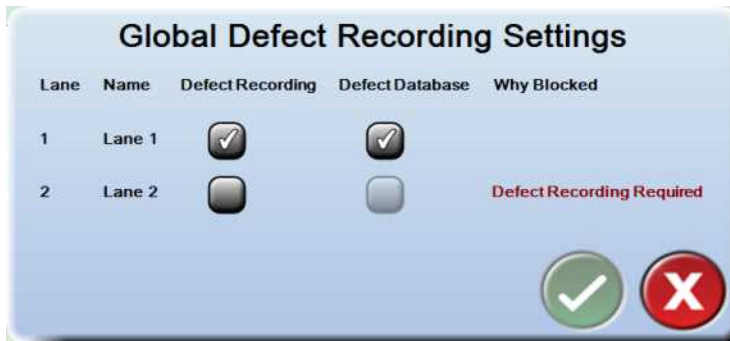 Global Defect Recording Settings
Lane Name Defect Recording Defect Database Why Blocked
1 Lane 1
2 Lane 2 Defect Recording Required